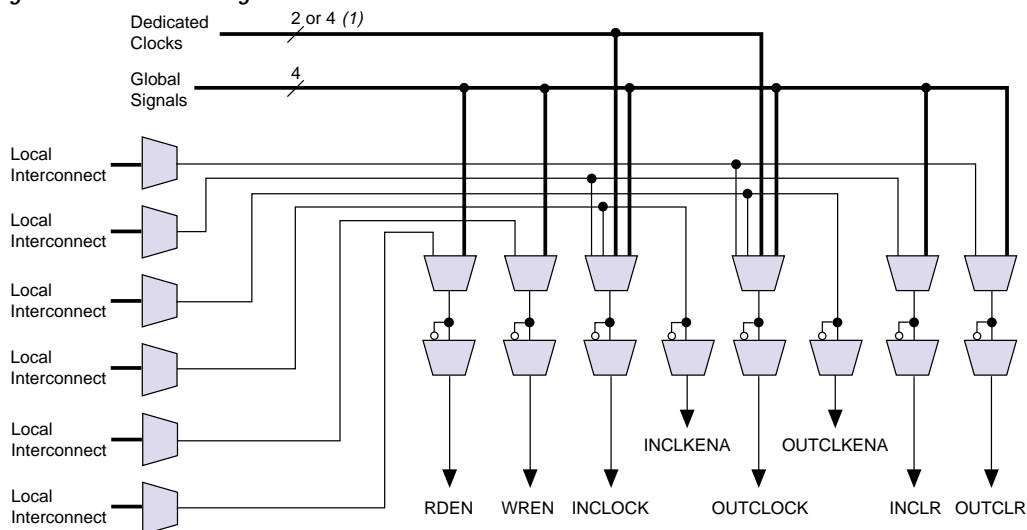 Dedicated
Clocks
2 or 4 (1)
Global
Signals
4
Local
Interconnect
Local
Interconnect
Local
Interconnect
Local
Interconnect
Local
Interconnect
Local
Interconnect
INCLKENA
OUTCLKENA
RDEN
WREN
INCLOCK
OUTCLOCK
INCLR
OUTCLR